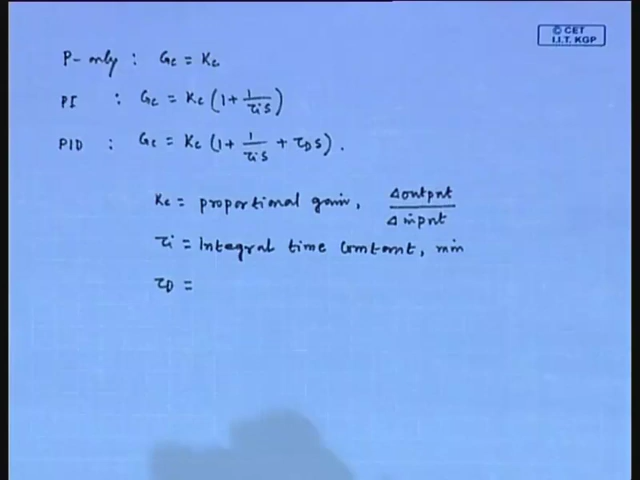 © CET
I.I.T. KGP
P-only : Gc = Kc
PI : Gc = Kc (1 + 1/τis)
PID : Gc = Kc (1 + 1/τis + τDs).
Kc = proportional gain, Δoutput/Δinput
τi = Integral time constant, min
τD =